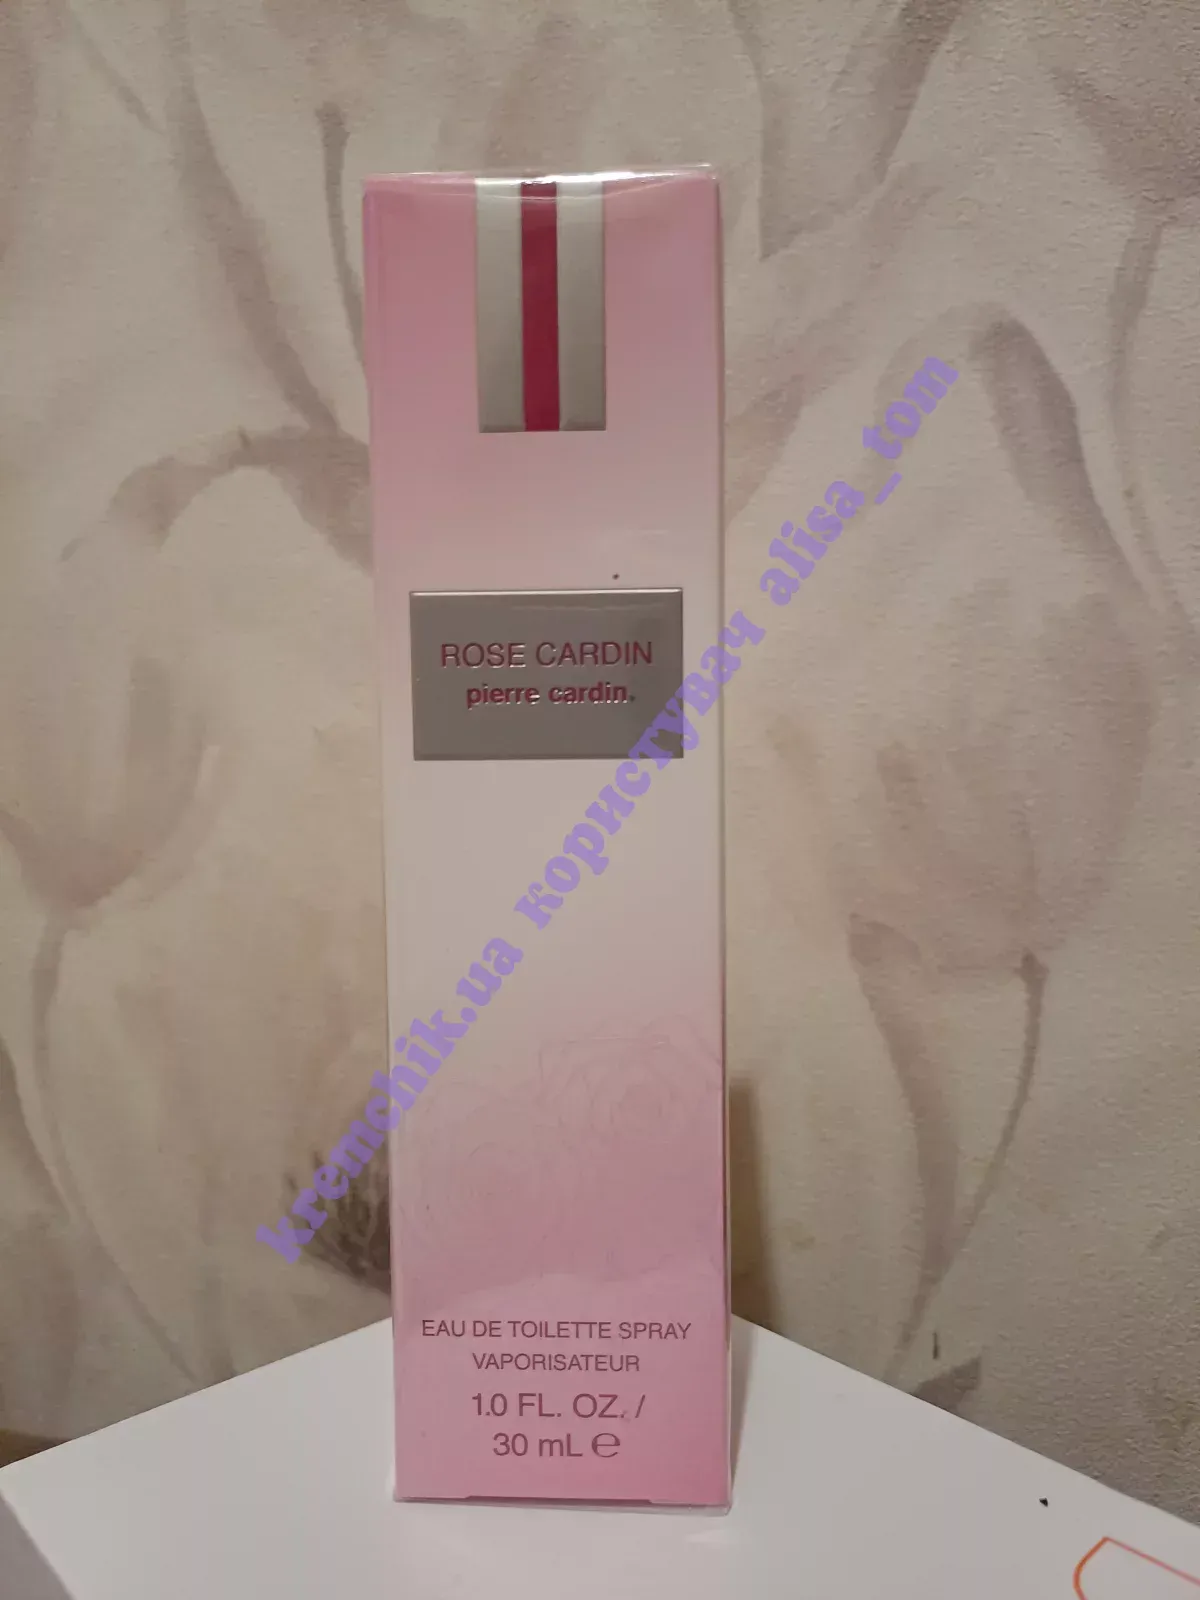 ROSE CARDIN
pierre cardin.
kremchik.ua користувач alisa_tom
EAU DE TOILETTE SPRAY
VAPORISATEUR
1.0 FL. OZ. /
30 mL ℮